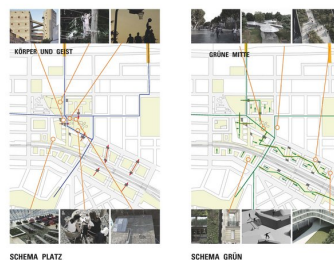 KÖRPER UND GEIST
GRÜNE MITTE
SCHEMA PLATZ
SCHEMA GRÜN